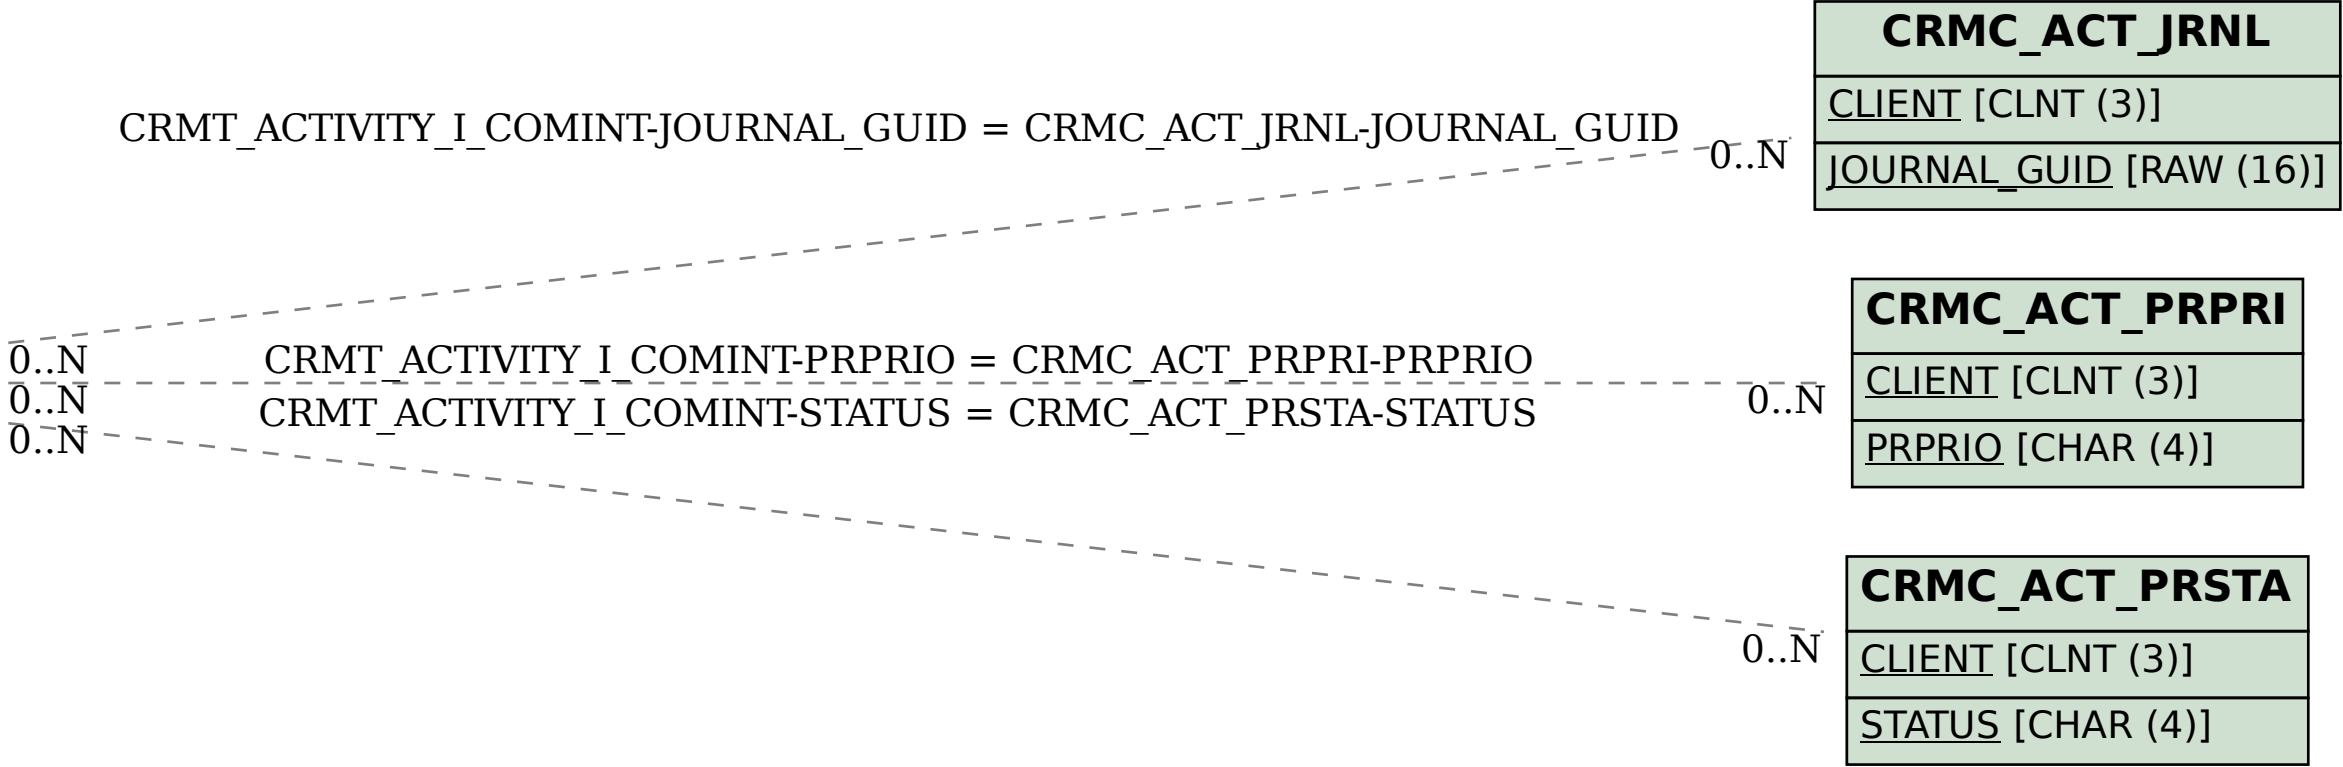 CRMC_ACT_JRNL
CLIENT [CLNT (3)]
JOURNAL_GUID [RAW (16)]
CRMT_ACTIVITY_I_COMINT-JOURNAL_GUID = CRMC_ACT_JRNL-JOURNAL_GUID
0..N
0..N
CRMT_ACTIVITY_I_COMINT-PRPRIO = CRMC_ACT_PRPRI-PRPRIO
0..N
0..N
CRMC_ACT_PRPRI
CLIENT [CLNT (3)]
PRPRIO [CHAR (4)]
CRMT_ACTIVITY_I_COMINT-STATUS = CRMC_ACT_PRSTA-STATUS
0..N
0..N
CRMC_ACT_PRSTA
CLIENT [CLNT (3)]
STATUS [CHAR (4)]